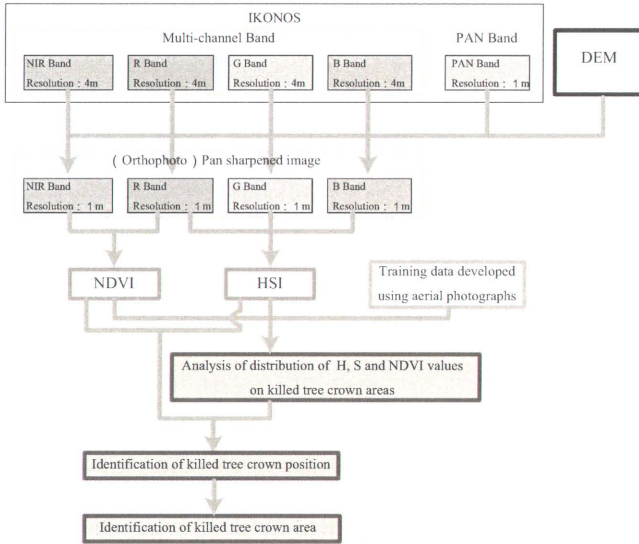 IKONOS
Multi-channel Band
PAN Band
NIR Band
Resolution : 4m
R Band
Resolution : 4m
G Band
Resolution : 4m
B Band
Resolution : 4m
PAN Band
Resolution : 1 m
DEM
( Orthophoto ) Pan sharpened image
NIR Band
Resolution : 1 m
R Band
Resolution : 1 m
G Band
Resolution : 1 m
B Band
Resolution : 1 m
NDVI
HSI
Training data developed
using aerial photographs
Analysis of distribution of H, S and NDVI values
on killed tree crown areas
Identification of killed tree crown position
Identification of killed tree crown area